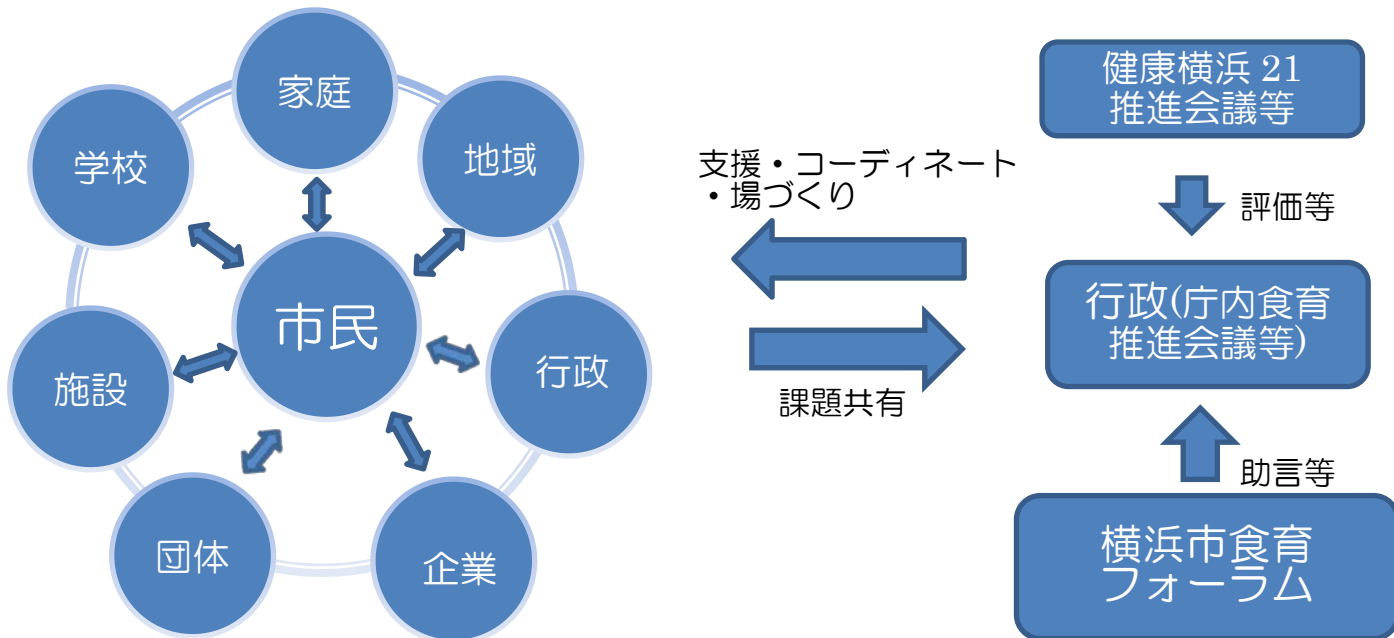 家庭
学校
地域
市民
施設
行政
団体
企業
支援・コーディネート
・場づくり
課題共有
健康横浜 21
推進会議等
評価等
行政(庁内食育
推進会議等)
助言等
横浜市食育
フォーラム